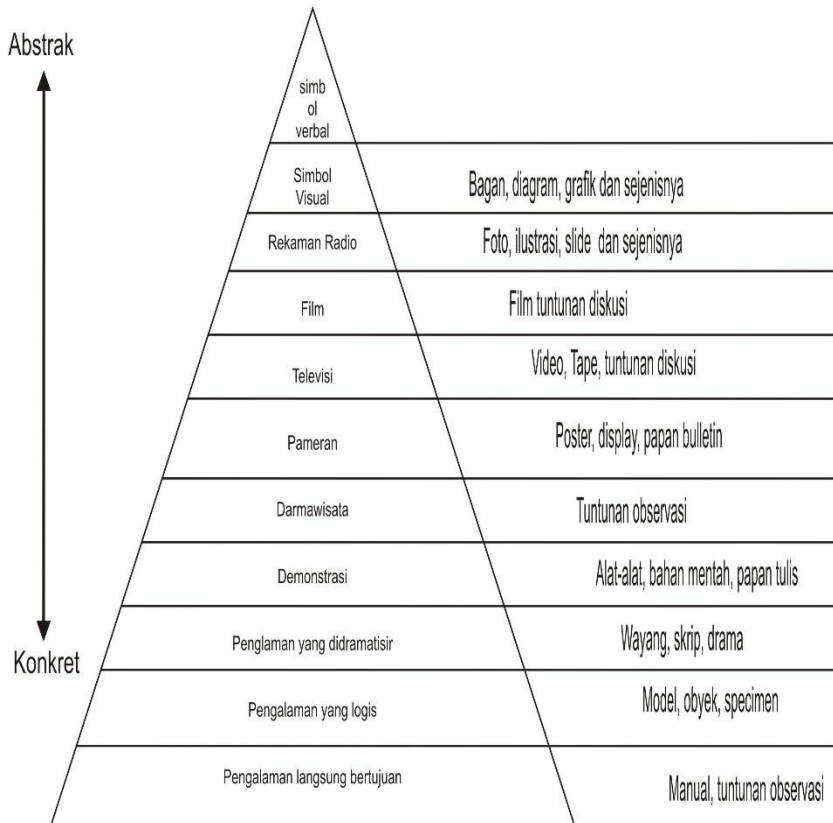 Abstrak
simb
ol
verbal
Simbol
Visual
Bagan, diagram, grafik dan sejenisnya
Rekaman Radio
Foto, ilustrasi, slide dan sejenisnya
Film
Film tuntunan diskusi
Televisi
Video, Tape, tuntunan diskusi
Pameran
Poster, display, papan bulletin
Darmawisata
Tuntunan observasi
Demonstrasi
Alat-alat, bahan mentah, papan tulis
Konkret
Penglaman yang didramatisir
Wayang, skrip, drama
Pengalaman yang logis
Model, obyek, specimen
Pengalaman langsung bertujuan
Manual, tuntunan observasi